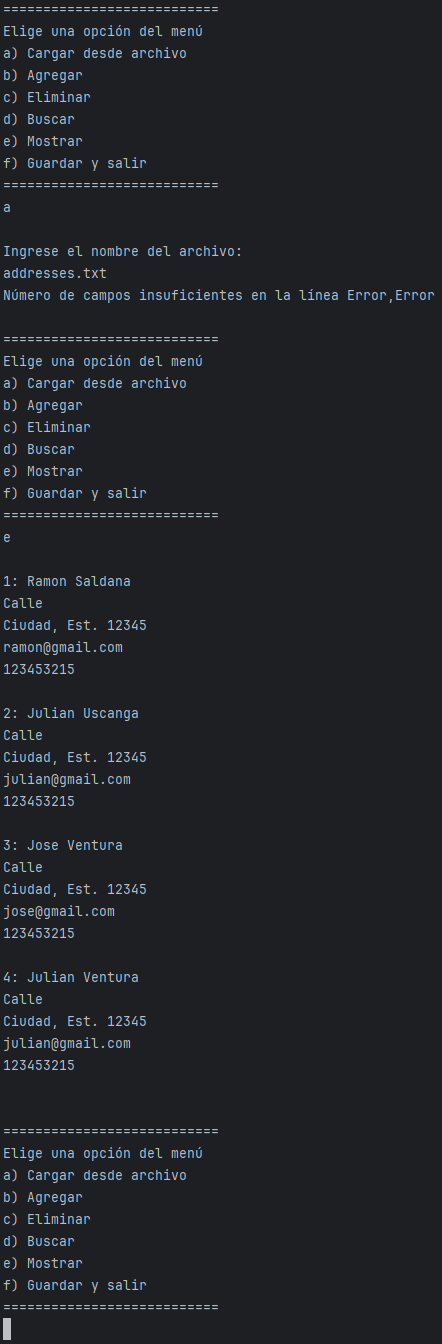 ===========================
Elige una opción del menú
a) Cargar desde archivo
b) Agregar
c) Eliminar
d) Buscar
e) Mostrar
f) Guardar y salir
===========================
a
Ingrese el nombre del archivo:
addresses.txt
Número de campos insuficientes en la línea Error,Error
===========================
Elige una opción del menú
a) Cargar desde archivo
b) Agregar
c) Eliminar
d) Buscar
e) Mostrar
f) Guardar y salir
===========================
e
1: Ramon Saldana
Calle
Ciudad, Est. 12345
ramon@gmail.com
123453215
2: Julian Uscanga
Calle
Ciudad, Est. 12345
julian@gmail.com
123453215
3: Jose Ventura
Calle
Ciudad, Est. 12345
jose@gmail.com
123453215
4: Julian Ventura
Calle
Ciudad, Est. 12345
julian@gmail.com
123453215
===========================
Elige una opción del menú
a) Cargar desde archivo
b) Agregar
c) Eliminar
d) Buscar
e) Mostrar
f) Guardar y salir
===========================